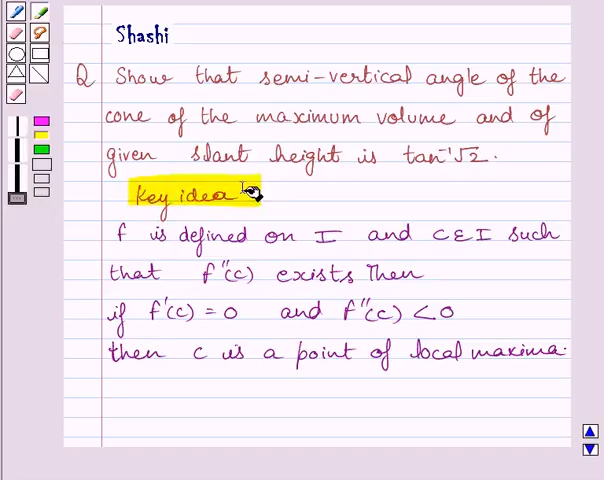 Shashi
Q Show that semi-vertical angle of the
cone of the maximum volume and of
given slant height is tan⁻¹√2.
Key idea
f is defined on I and C ε I such
that f''(c) exists Then
if f'(c) = 0 and f''(c) < 0
then c is a point of local maxima.